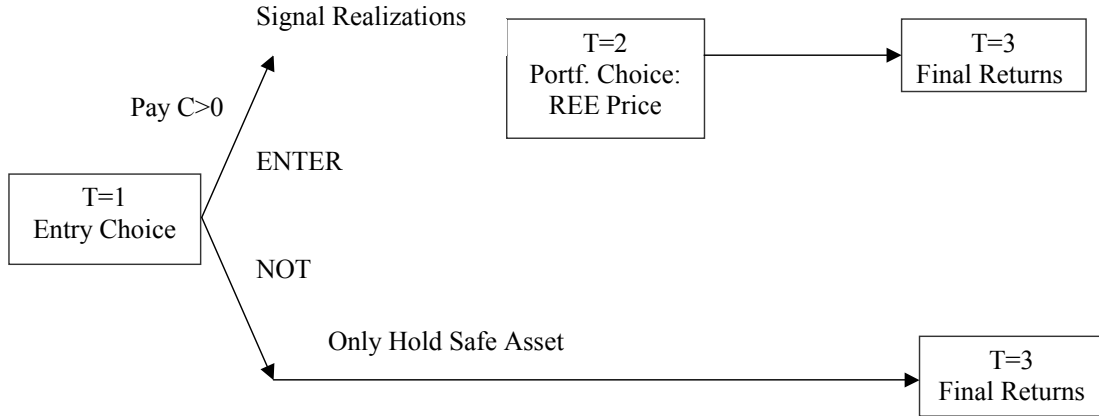 Signal Realizations
T=2
Portf. Choice:
REE Price
T=3
Final Returns
Pay C>0
ENTER
T=1
Entry Choice
NOT
Only Hold Safe Asset
T=3
Final Returns